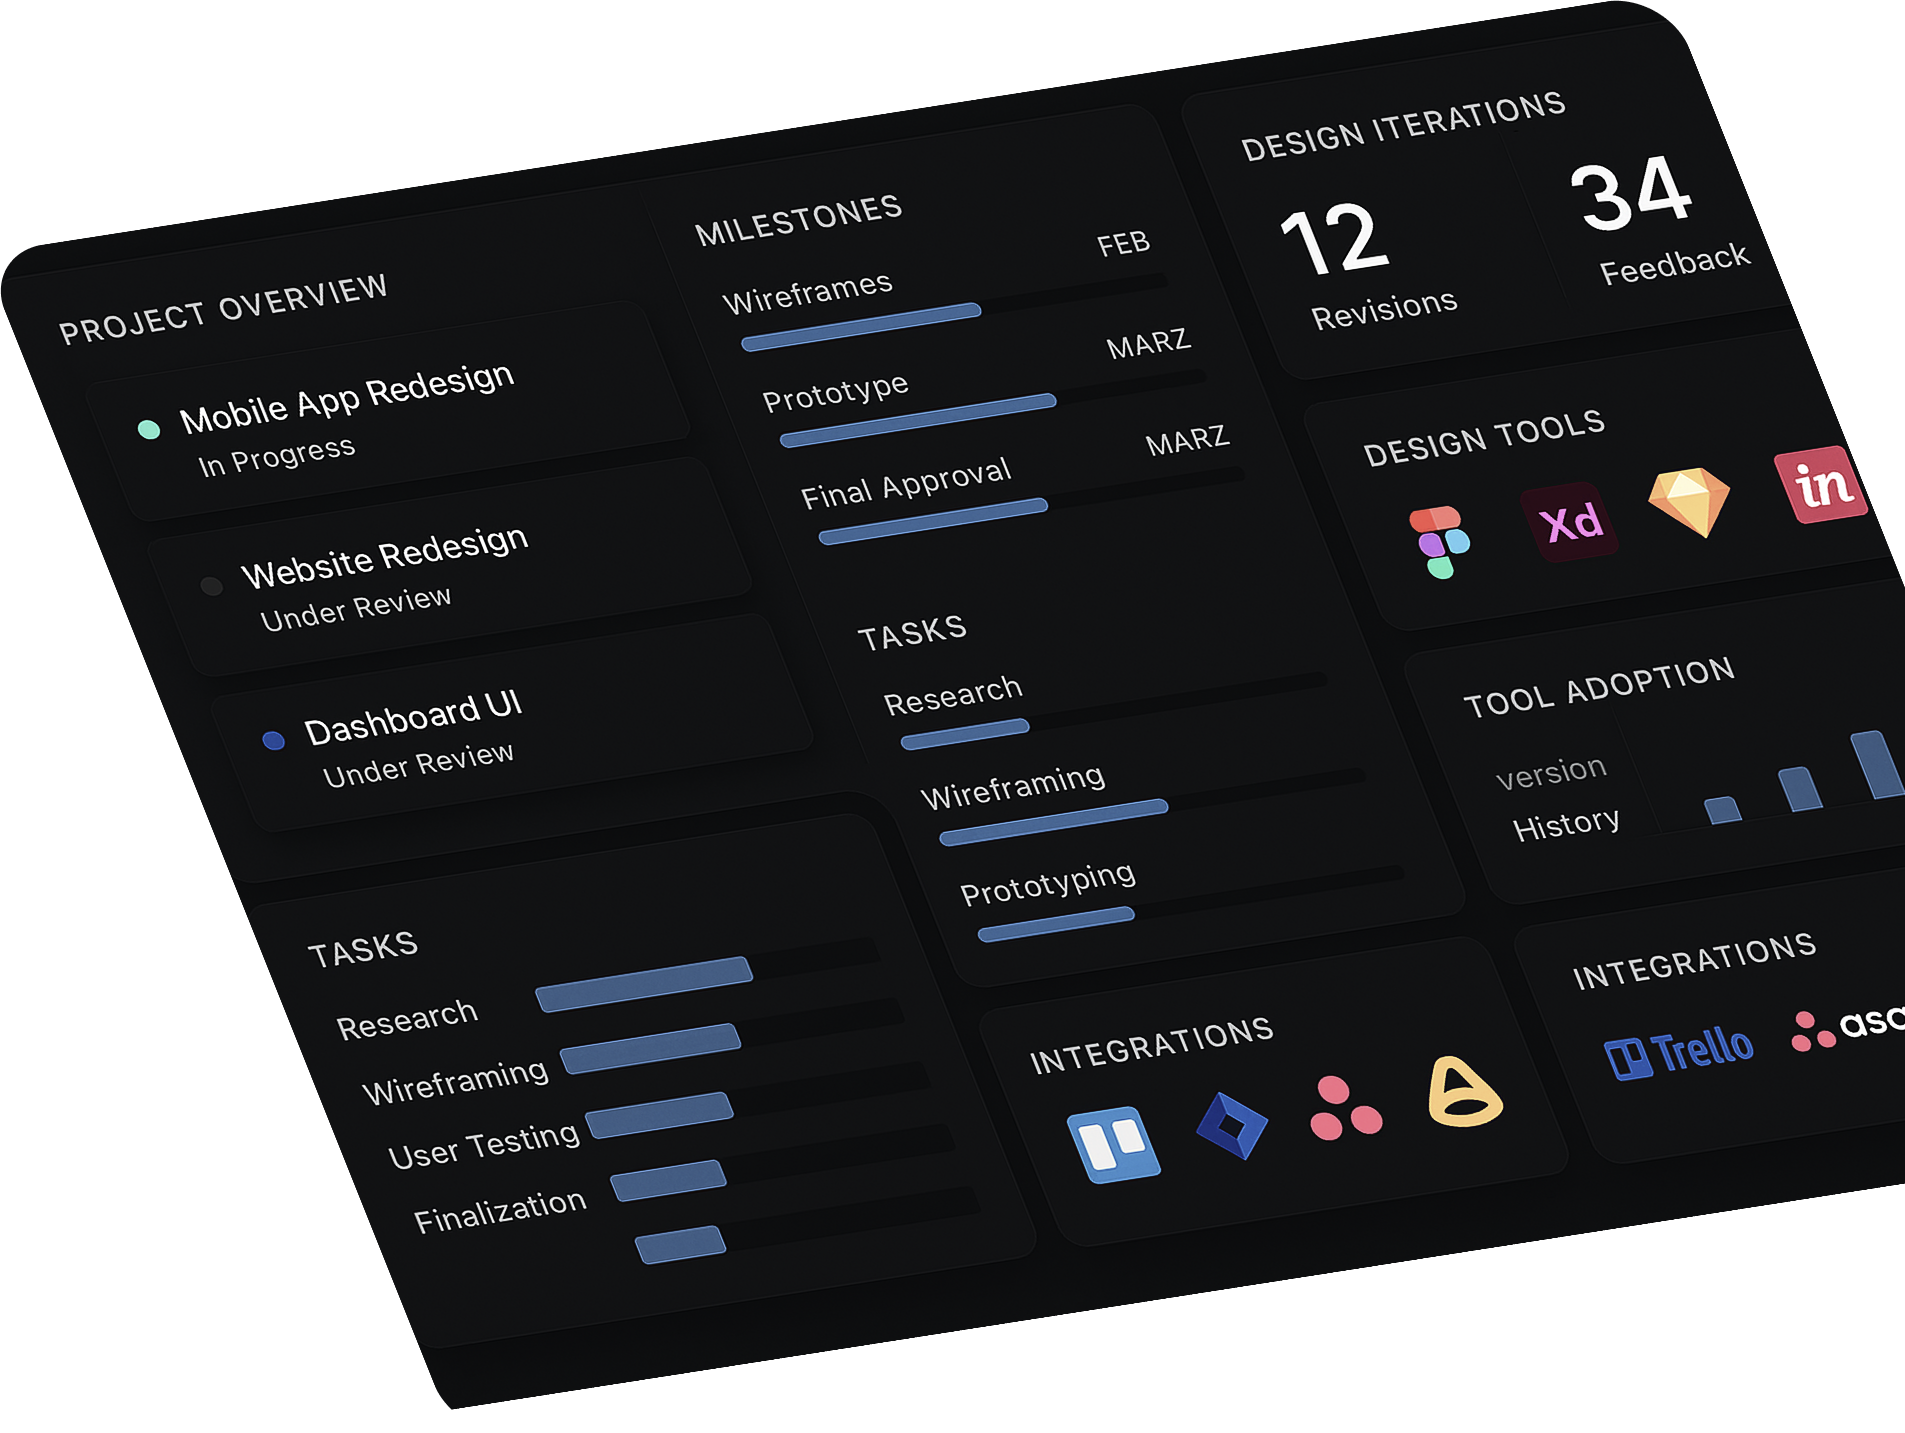 PROJECT OVERVIEW
Mobile App Redesign
In Progress
Website Redesign
Under Review
Dashboard UI
Under Review
MILESTONES
FEB
Wireframes
MARZ
Prototype
MARZ
Final Approval
TASKS
Research
Wireframing
Prototyping
DESIGN ITERATIONS
12
Revisions
34
Feedback
DESIGN TOOLS
Xd
in
TOOL ADOPTION
version
History
TASKS
Research
Wireframing
User Testing
Finalization
INTEGRATIONS
INTEGRATIONS
Trello
asa